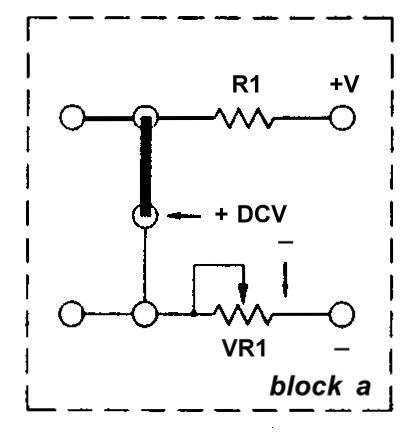 R1 +V
+ DCV
–
VR1 –
block a